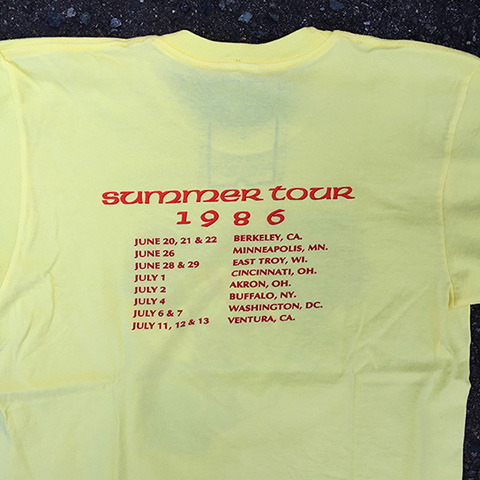 SUMMER TOUR
1986
JUNE 20, 21 & 22 BERKELEY, CA.
JUNE 26 MINNEAPOLIS, MN.
JUNE 28 & 29 EAST TROY, WI.
JULY 1 CINCINNATI, OH.
JULY 2 AKRON, OH.
JULY 4 BUFFALO, NY.
JULY 6 & 7 WASHINGTON, DC.
JULY 11, 12 & 13 VENTURA, CA.